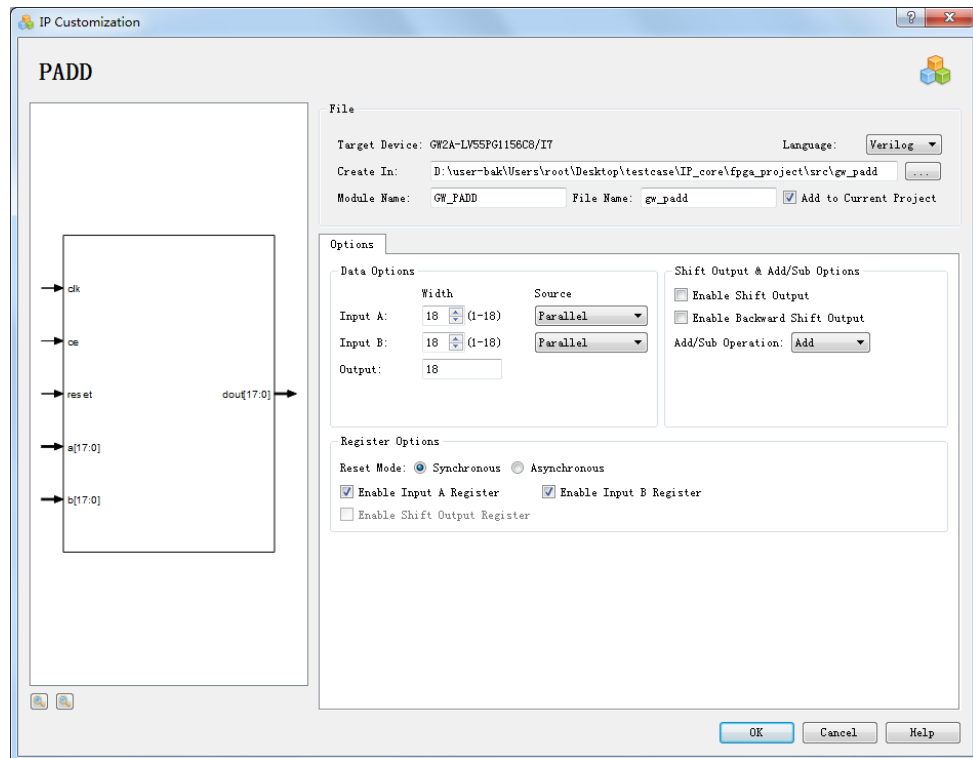 IP Customization
PADD
File
Target Device: GW2A-LV55PG1156C8/I7 Language: Verilog
Create In: D:\user-bak\Users\root\Desktop\testcase\IP_core\fpga_project\src\gw_padd ...
Module Name: GW_PADD File Name: gw_padd Add to Current Project
Options
Data Options
Width Source
Input A: 18 (1-18) Parallel
Input B: 18 (1-18) Parallel
Output: 18
Shift Output & Add/Sub Options
Enable Shift Output
Enable Backward Shift Output
Add/Sub Operation: Add
Register Options
Reset Mode: Synchronous Asynchronous
Enable Input A Register Enable Input B Register
Enable Shift Output Register
clk
ce
reset dout[17:0]
a[17:0]
b[17:0]
OK Cancel Help